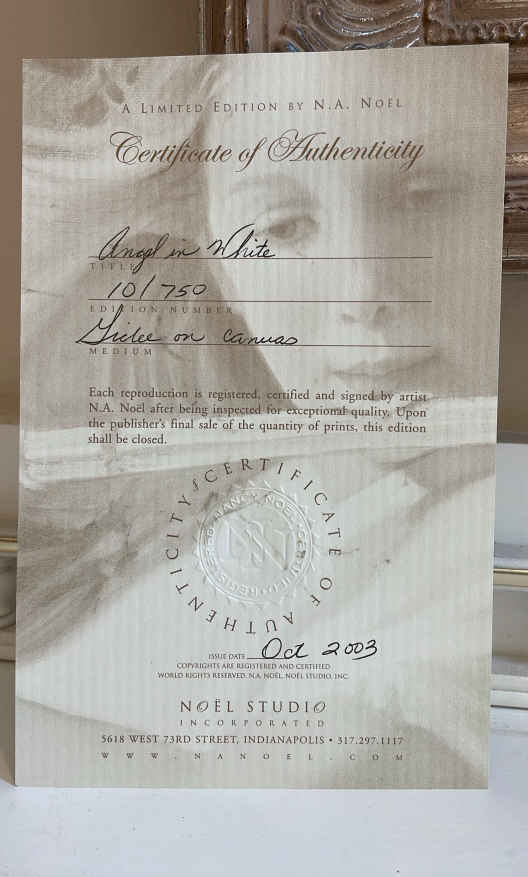 A LIMITED EDITION BY N.A. NOËL
Certificate of Authenticity
Angel in White
TITLE
10/750
EDITION NUMBER
Giclee on canvas
MEDIUM
Each reproduction is registered, certified and signed by artist
N.A. Noël after being inspected for exceptional quality. Upon
the publisher's final sale of the quantity of prints, this edition
shall be closed.
CERTIFICATE OF AUTHENTICITY
NANCY NOEL • CERTIFIED • REGISTERED
N
ISSUE DATE Oct 2003
COPYRIGHTS ARE REGISTERED AND CERTIFIED
WORLD RIGHTS RESERVED. N.A. NOËL, NOËL STUDIO, INC.
NOËL STUDIO
INCORPORATED
5618 WEST 73RD STREET, INDIANAPOLIS • 317.297.1117
WWW.NANOEL.COM